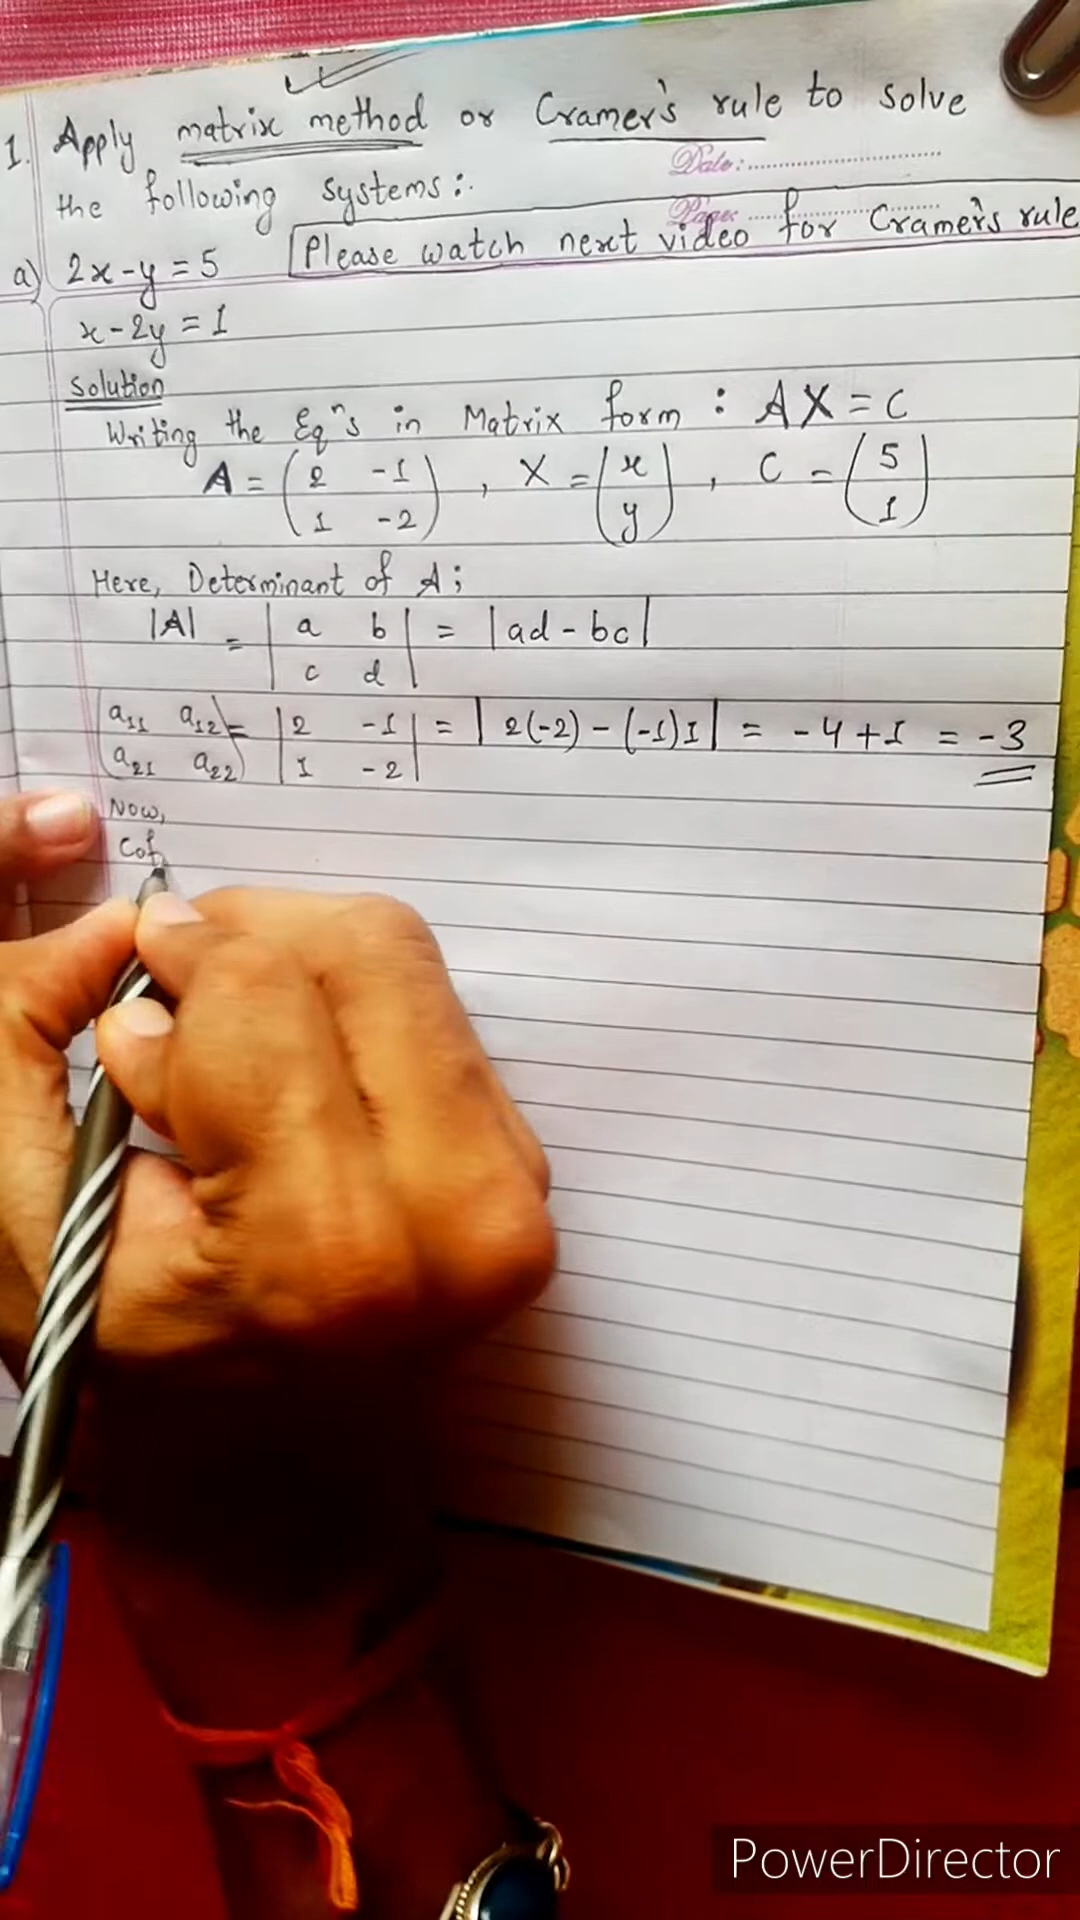 1. Apply matrix method or Cramer's rule to solve
Date:
the following systems:
Page:
Please watch next video for Cramer's rule
a) 2x-y = 5
x-2y = 1
Solution
Writing the Eqⁿs in Matrix form : AX = C
A = ( 2 -1 ) , X = ( x ) , C = ( 5 )
( 1 -2 ) ( y ) ( 1 )
Here, Determinant of A;
|A| = | a b | = |ad - bc|
| c d |
( a11 a12 ) = | 2 -1 | = | 2(-2) - (-1)1 | = -4+1 = -3
( a21 a22 ) | 1 -2 |
Now,
Cof
PowerDirector